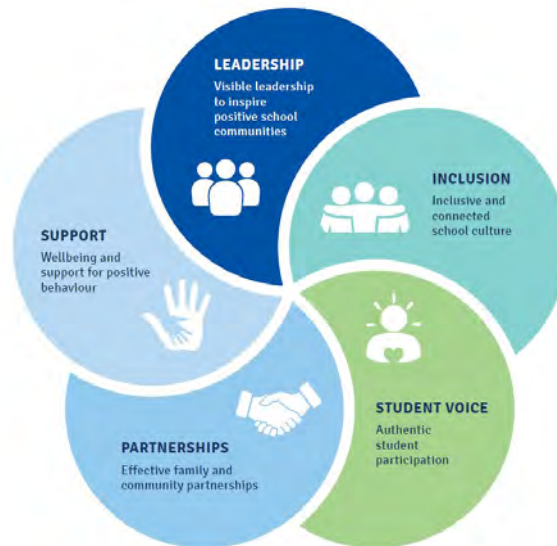 LEADERSHIP
Visible leadership
to inspire
positive school
communities
INCLUSION
Inclusive and
connected
school culture
STUDENT VOICE
Authentic
student
participation
PARTNERSHIPS
Effective family and
community partnerships
SUPPORT
Wellbeing and
support for positive
behaviour